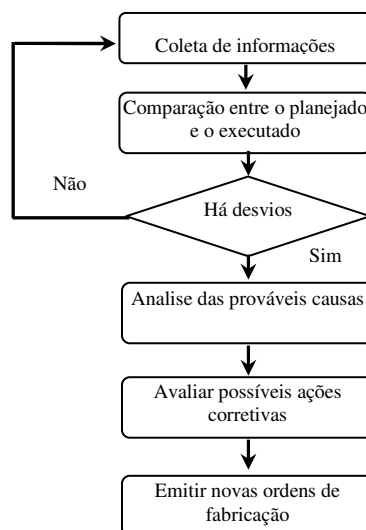 Coleta de informações
Comparação entre o planejado
e o executado
Não
Há desvios
Sim
Analise das prováveis causas
Avaliar possíveis ações
corretivas
Emitir novas ordens de
fabricação